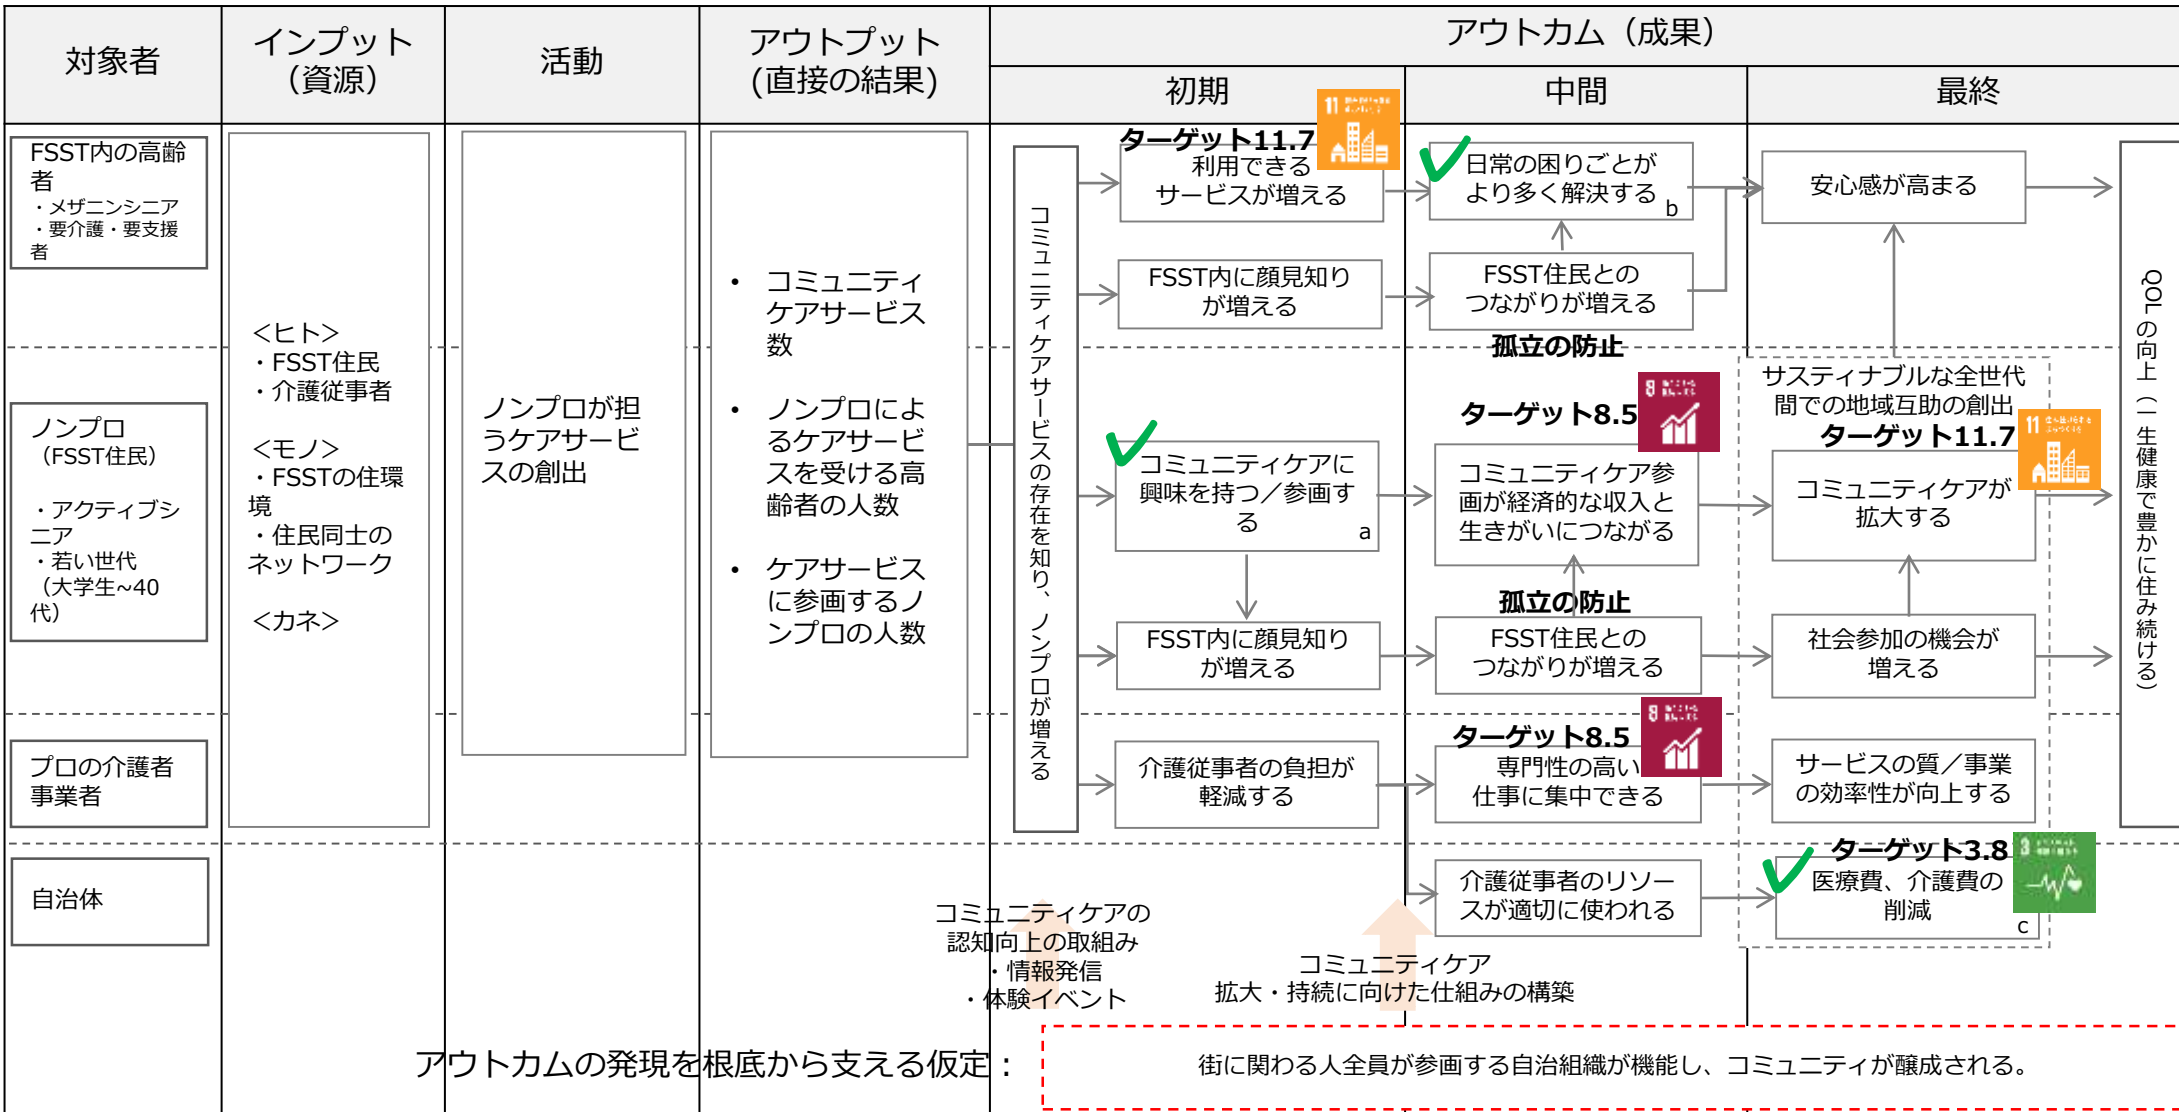 対象者
インプット
（資源）
活動
アウトプット
(直接の結果)
アウトカム（成果）
初期
中間
最終
FSST内の高齢
者
・メザニンシニア
・要介護・要支援
者
ノンプロ
（FSST住民）
・アクティブシ
ニア
・若い世代
（大学生~40
代）
プロの介護者
事業者
自治体
＜ヒト＞
・FSST住民
・介護従事者
＜モノ＞
・FSSTの住環
境
・住民同士の
ネットワーク
＜カネ＞
ノンプロが担
うケアサービ
スの創出
• コミュニティ
ケアサービス
数
• ノンプロによ
るケアサービ
スを受ける高
齢者の人数
• ケアサービス
に参画するノ
ンプロの人数
コミュニティケアサービスの存在を知り、ノンプロが増える
ターゲット11.7
11
利用できる
サービスが増える
日常の困りごとが
より多く解決する
b
安心感が高まる
FSST内に顔見知り
が増える
FSST住民との
つながりが増える
孤立の防止
サスティナブルな全世代
間での地域互助の創出
ターゲット11.7
11
ターゲット8.5
8
コミュニティケアに
興味を持つ／参画す
る
a
コミュニティケア参
画が経済的な収入と
生きがいにつながる
コミュニティケアが
拡大する
孤立の防止
FSST内に顔見知り
が増える
FSST住民との
つながりが増える
社会参加の機会が
増える
ターゲット8.5
8
介護従事者の負担が
軽減する
専門性の高い
仕事に集中できる
サービスの質／事業
の効率性が向上する
ターゲット3.8
3
介護従事者のリソー
スが適切に使われる
医療費、介護費の
削減
c
QOLの向上（一生健康で豊かに住み続ける）
コミュニティケアの
認知向上の取組み
・情報発信
・体験イベント
コミュニティケア
拡大・持続に向けた仕組みの構築
アウトカムの発現を根底から支える仮定：
街に関わる人全員が参画する自治組織が機能し、コミュニティが醸成される。